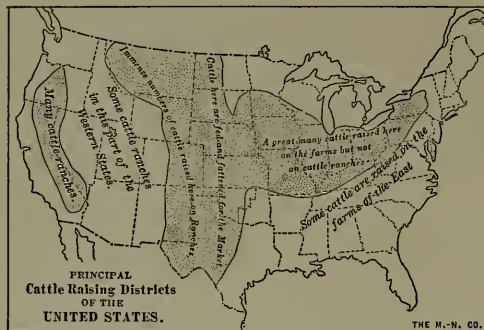 Many cattle ranches.
Some cattle ranches
in this part of the
Western States.
Immense numbers of cattle raised here on Ranches
Cattle here are fed and fattened for the Market
A great many cattle raised here
on the farms but not
on cattle ranches
Some cattle are raised on the
farms of the East
PRINCIPAL
Cattle Raising Districts
OF THE
UNITED STATES.
THE M.-N. CO.